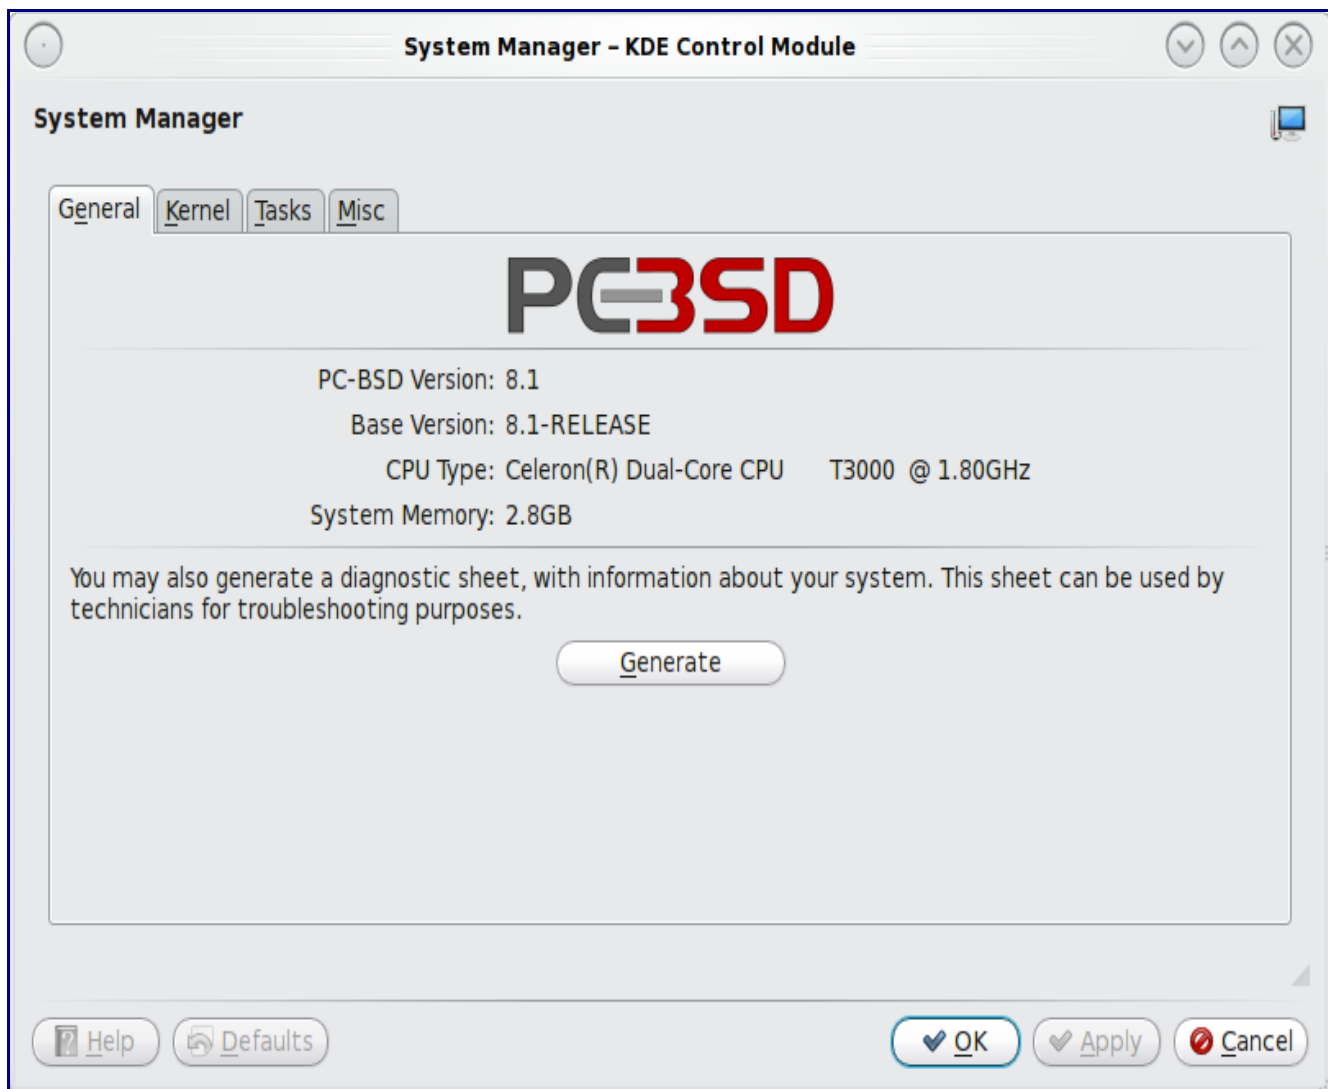 System Manager – KDE Control Module
System Manager
General Kernel Tasks Misc
PCBSD
PC-BSD Version: 8.1
Base Version: 8.1-RELEASE
CPU Type: Celeron(R) Dual-Core CPU T3000 @ 1.80GHz
System Memory: 2.8GB
You may also generate a diagnostic sheet, with information about your system. This sheet can be used by
technicians for troubleshooting purposes.
Generate
Help Defaults OK Apply Cancel